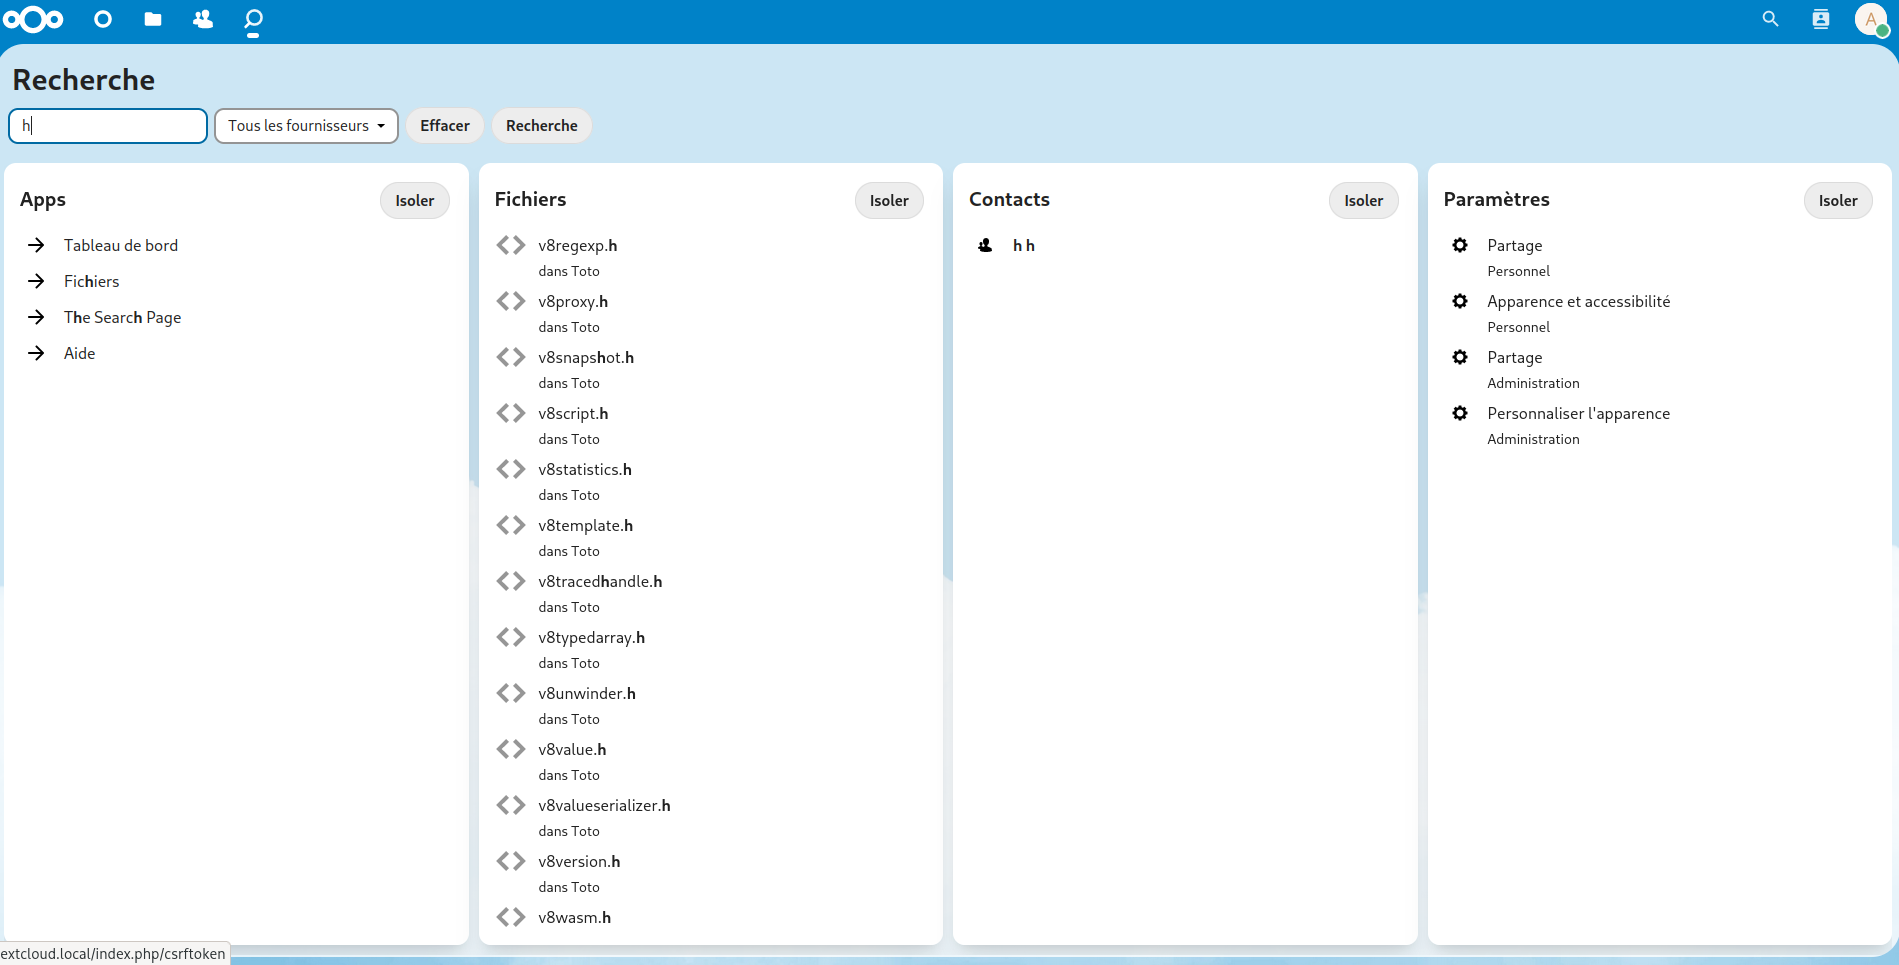 A
Recherche
h
Tous les fournisseurs
Effacer
Recherche
Apps
Isoler
Tableau de bord
Fichiers
The Search Page
Aide
Fichiers
Isoler
v8regexp.h
dans Toto
v8proxy.h
dans Toto
v8snapshot.h
dans Toto
v8script.h
dans Toto
v8statistics.h
dans Toto
v8template.h
dans Toto
v8tracedhandle.h
dans Toto
v8typedarray.h
dans Toto
v8unwinder.h
dans Toto
v8value.h
dans Toto
v8valueserializer.h
dans Toto
v8version.h
dans Toto
v8wasm.h
Contacts
Isoler
h h
Paramètres
Isoler
Partage
Personnel
Apparence et accessibilité
Personnel
Partage
Administration
Personnaliser l'apparence
Administration
extcloud.local/index.php/csrftoken